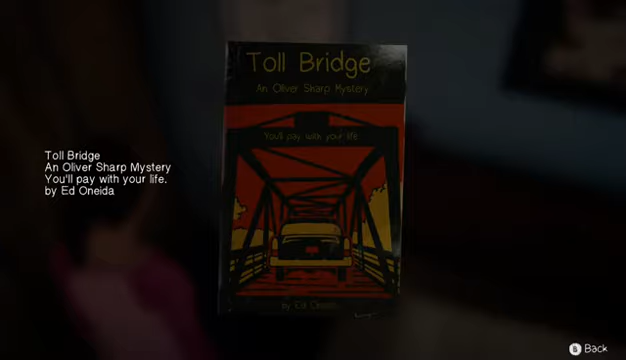 Toll Bridge
An Oliver Sharp Mystery
You'll pay with your life.
Toll Bridge
An Oliver Sharp Mystery
You'll pay with your life.
by Ed Oneida
by Ed Oneida
Back